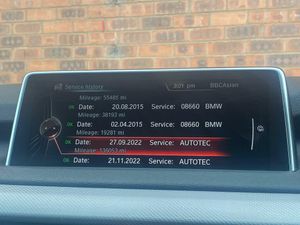 Service history
3:01 pm
BBCAsian
Mileage: 55485 mi
OK Date: 20.08.2015 Service: 08660 BMW
Mileage: 38193 mi
OK Date: 02.04.2015 Service: 08660 BMW
Mileage: 19281 mi
OK Date: 27.09.2022 Service: AUTOTEC
OK Date: 21.11.2022 Service: AUTOTEC